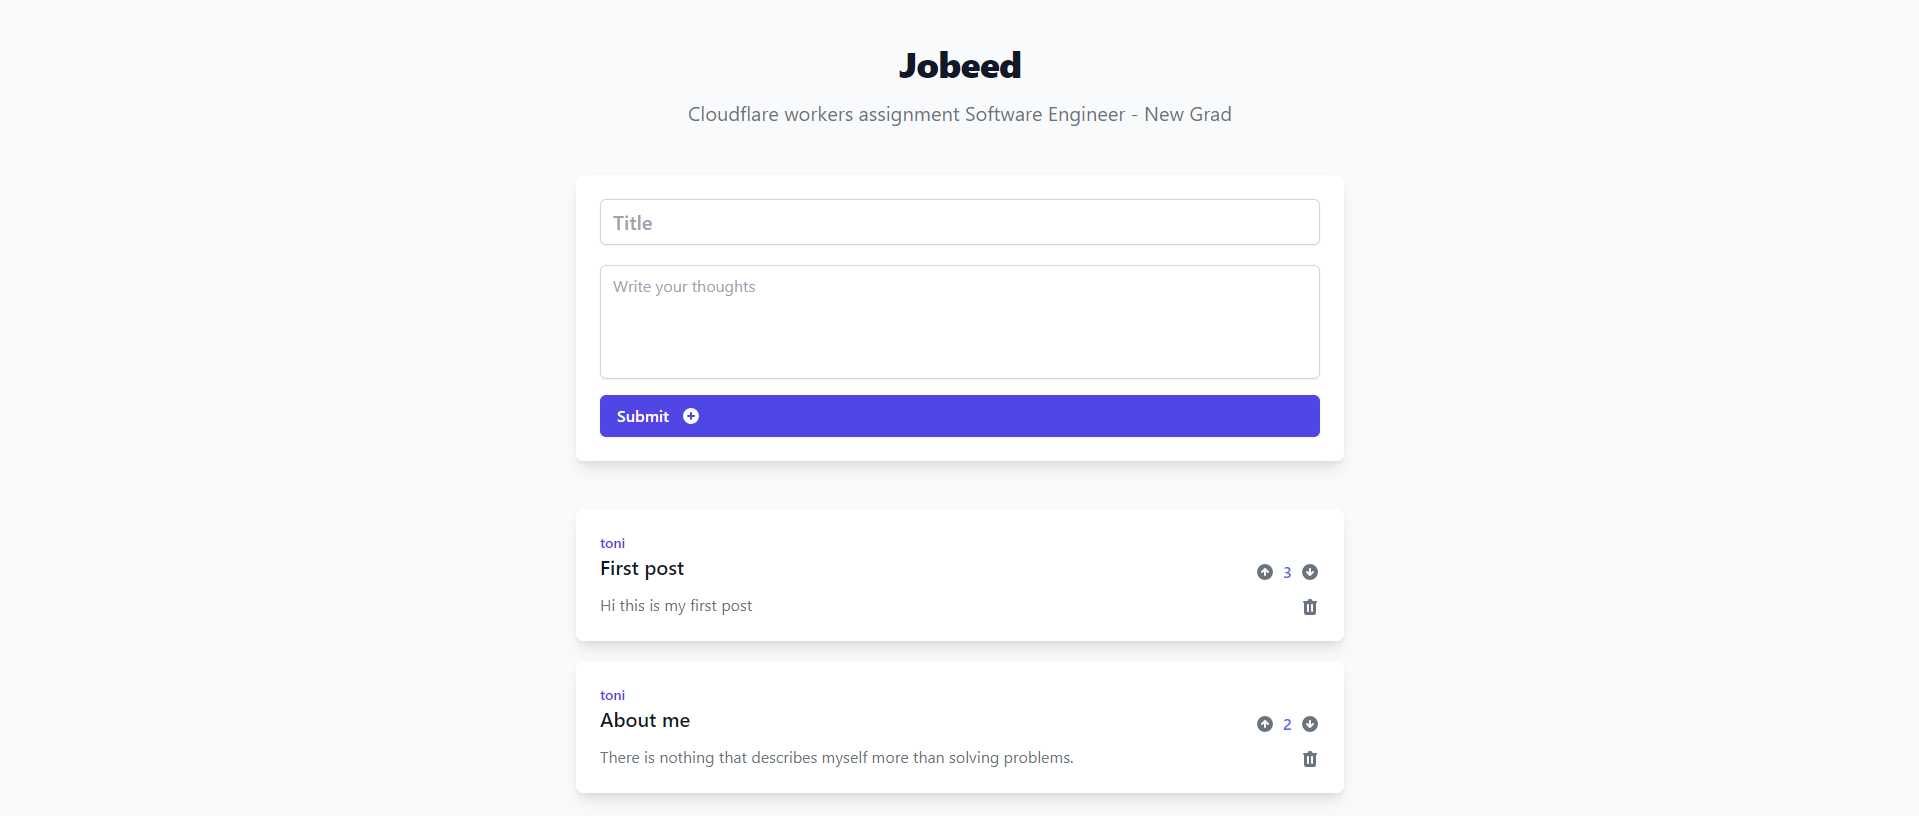 Jobeed
Cloudflare workers assignment Software Engineer - New Grad
Title
Write your thoughts
Submit
toni
First post
3
Hi this is my first post
toni
About me
2
There is nothing that describes myself more than solving problems.